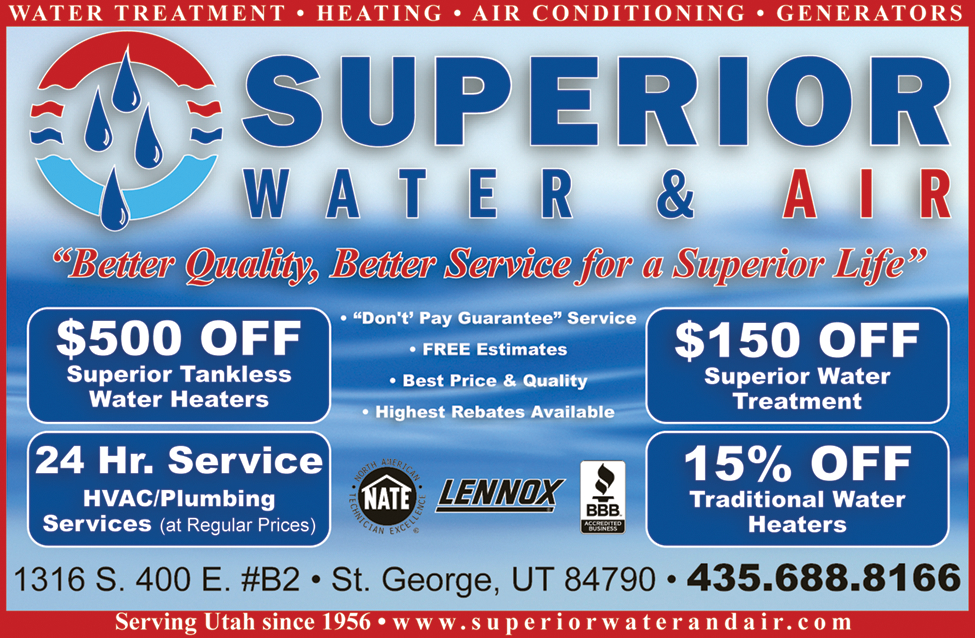 WATER TREATMENT • HEATING • AIR CONDITIONING • GENERATORS
SUPERIOR
WATER & AIR
“Better Quality, Better Service for a Superior Life”
$500 OFF
Superior Tankless
Water Heaters
• “Don't’ Pay Guarantee” Service
• FREE Estimates
• Best Price & Quality
• Highest Rebates Available
$150 OFF
Superior Water
Treatment
24 Hr. Service
HVAC/Plumbing
Services (at Regular Prices)
NORTH AMERICAN
NATE
TECHNICIAN EXCELLENCE
©
LENNOX
BBB
ACCREDITED
BUSINESS
15% OFF
Traditional Water
Heaters
1316 S. 400 E. #B2 • St. George, UT 84790 • 435.688.8166
Serving Utah since 1956 • www.superiorwaterandair.com